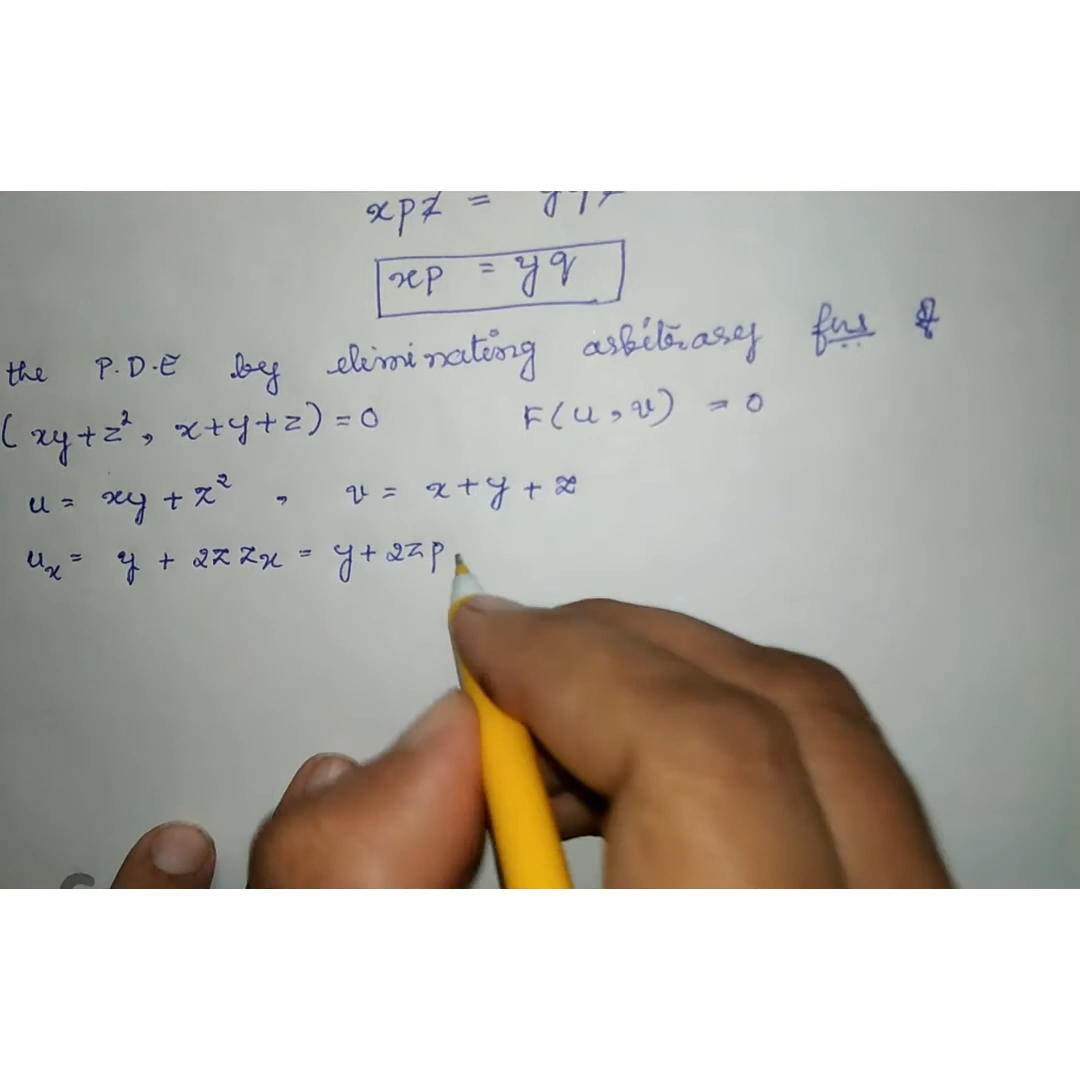 xpz =
xp = yq
the P.D.E by eliminating arbitrary fns
(xy+z², x+y+z) = 0 F(u, v) = 0
u = xy + z² , v = x+y+z
uₓ = y + 2z zₓ = y + 2zp